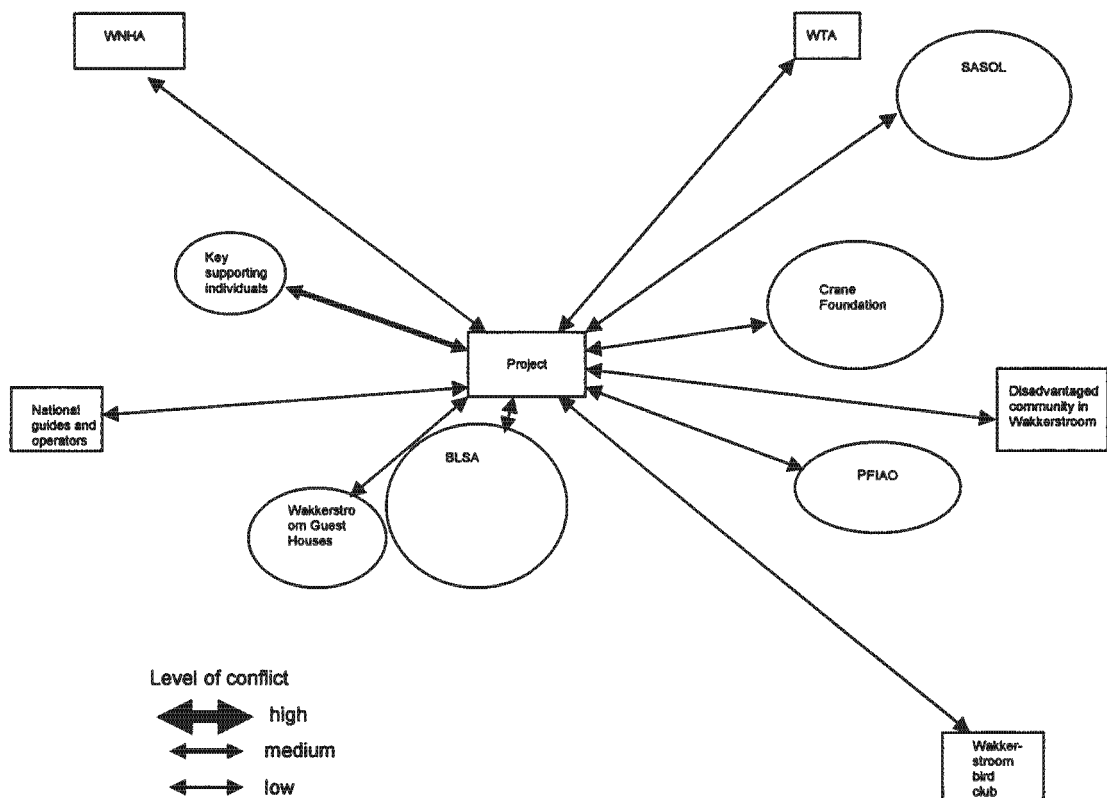 WNHA
WTA
SASOL
Key
supporting
individuals
Crane
Foundation
Project
National
guides and
operators
Disadvantaged
community in
Wakkerstroom
BLSA
PFIAO
Wakkerstro
om Guest
Houses
Level of conflict
high
medium
low
Wakker-
stroom
bird
club